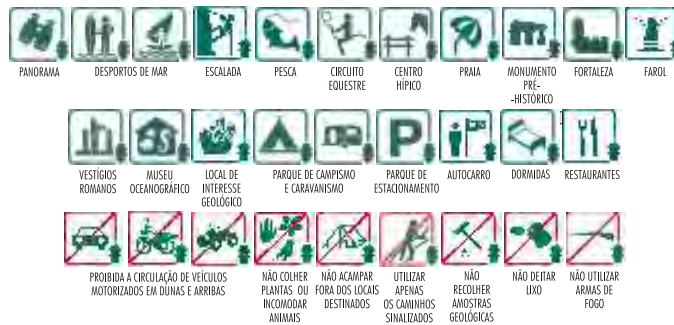 PANORAMA
DESPORTOS DE MAR
ESCALADA
PESCA
CIRCUITO
EQUESTRE
CENTRO
HÍPICO
PRAIA
MONUMENTO
PRÉ-
-HISTÓRICO
FORTALEZA
FAROL
VESTÍGIOS
ROMANOS
MUSEU
OCEANOGRÁFICO
LOCAL DE
INTERESSE
GEOLÓGICO
PARQUE DE CAMPISMO
E CARAVANISMO
P
PARQUE DE
ESTACIONAMENTO
AUTOCARRO
DORMIDAS
RESTAURANTES
PROIBIDA A CIRCULAÇÃO DE VEÍCULOS
MOTORIZADOS EM DUNAS E ARRIBAS
NÃO COLHER
PLANTAS OU
INCOMODAR
ANIMAIS
NÃO ACAMPAR
FORA DOS LOCAIS
DESTINADOS
UTILIZAR
APENAS
OS CAMINHOS
SINALIZADOS
NÃO
RECOLHER
AMOSTRAS
GEOLÓGICAS
NÃO DEITAR
LIXO
NÃO UTILIZAR
ARMAS DE
FOGO